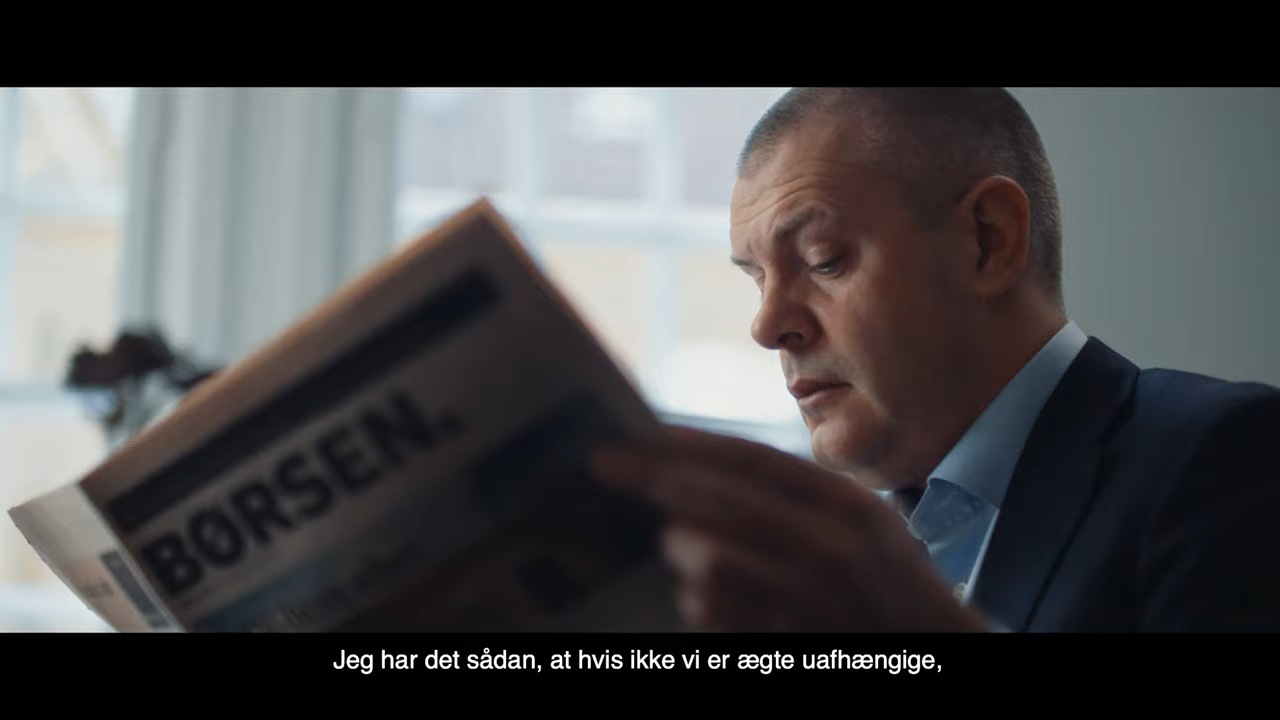 BØRSEN.
Jeg har det sådan, at hvis ikke vi er ægte uafhængige,